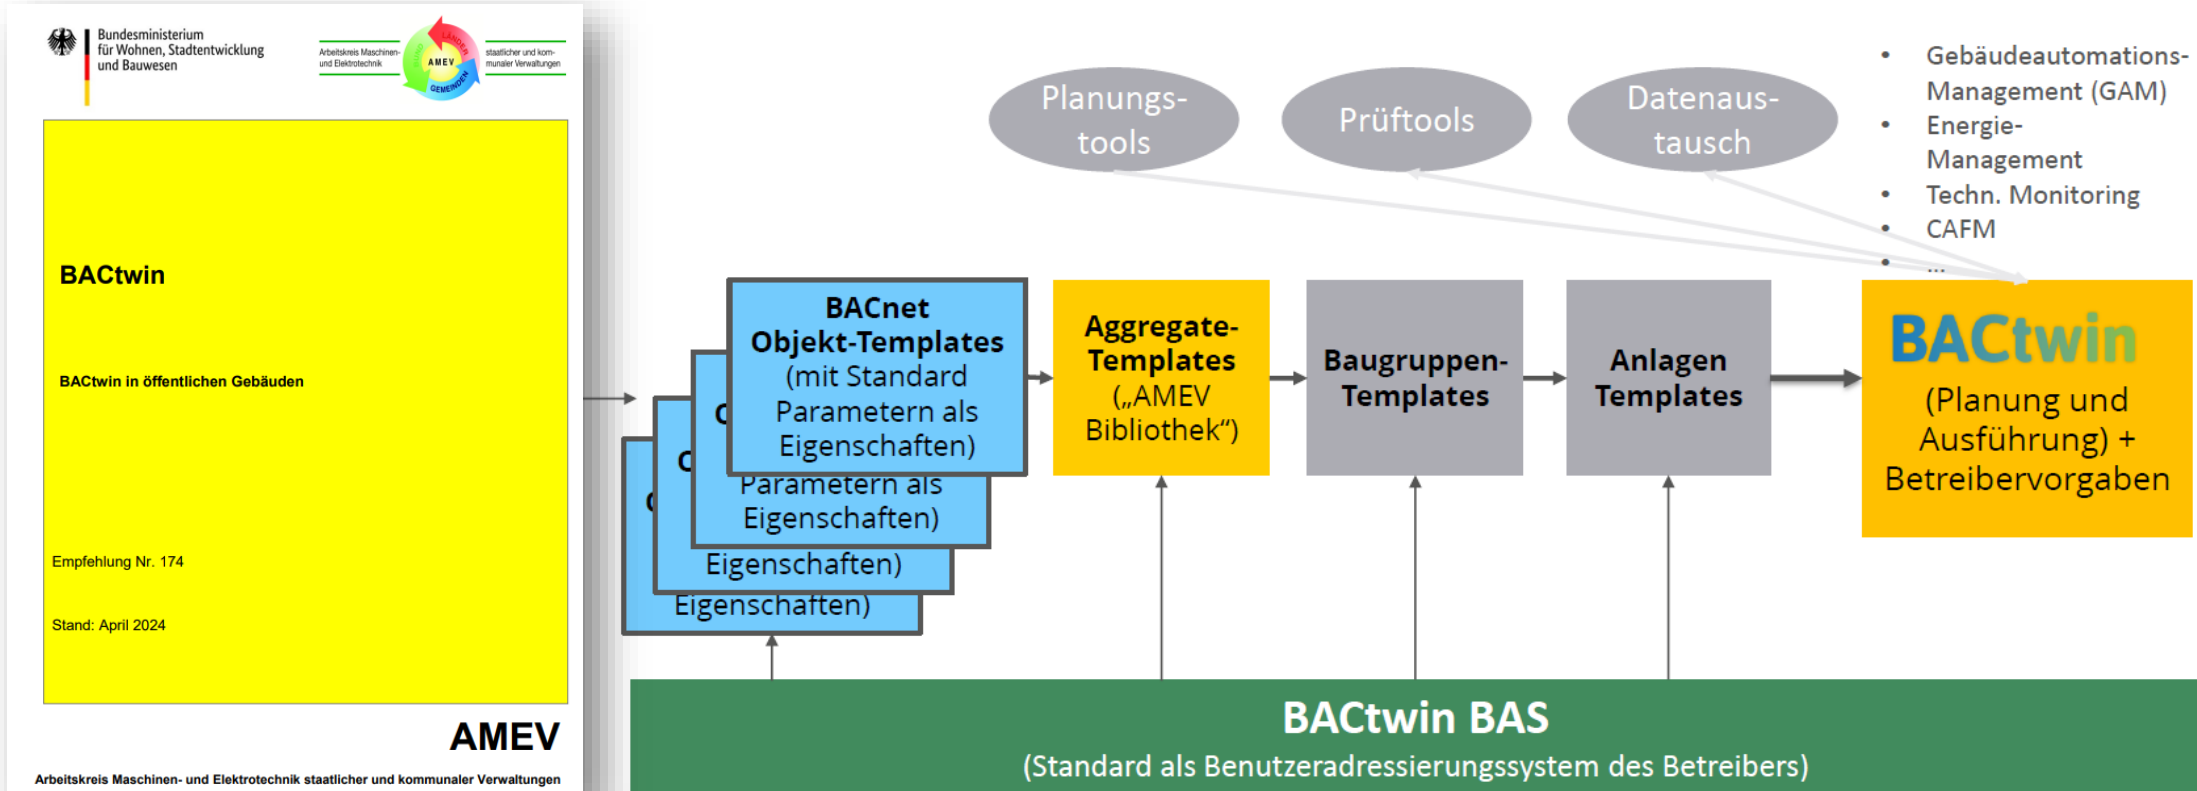 Bundesministerium
für Wohnen, Stadtentwicklung
und Bauwesen
Arbeitskreis Maschinen-
und Elektrotechnik
LÄNDER
AMEV
GEMEINDEN
staatlicher und kom-
munaler Verwaltungen
BACtwin
BACtwin in öffentlichen Gebäuden
Empfehlung Nr. 174
Stand: April 2024
AMEV
Arbeitskreis Maschinen- und Elektrotechnik staatlicher und kommunaler Verwaltungen
Planungs-
tools
Prüftools
Datenaus-
tausch
• Gebäudeautomations-
Management (GAM)
• Energie-
Management
• Techn. Monitoring
• CAFM
• ...
BACnet
Objekt-Templates
(mit Standard
Parametern als
Eigenschaften)
Parametern als
Eigenschaften)
Eigenschaften)
Eigenschaften)
Aggregate-
Templates
(„AMEV
Bibliothek“)
Baugruppen-
Templates
Anlagen
Templates
BACtwin
(Planung und
Ausführung) +
Betreibervorgaben
BACtwin BAS
(Standard als Benutzeradressierungssystem des Betreibers)